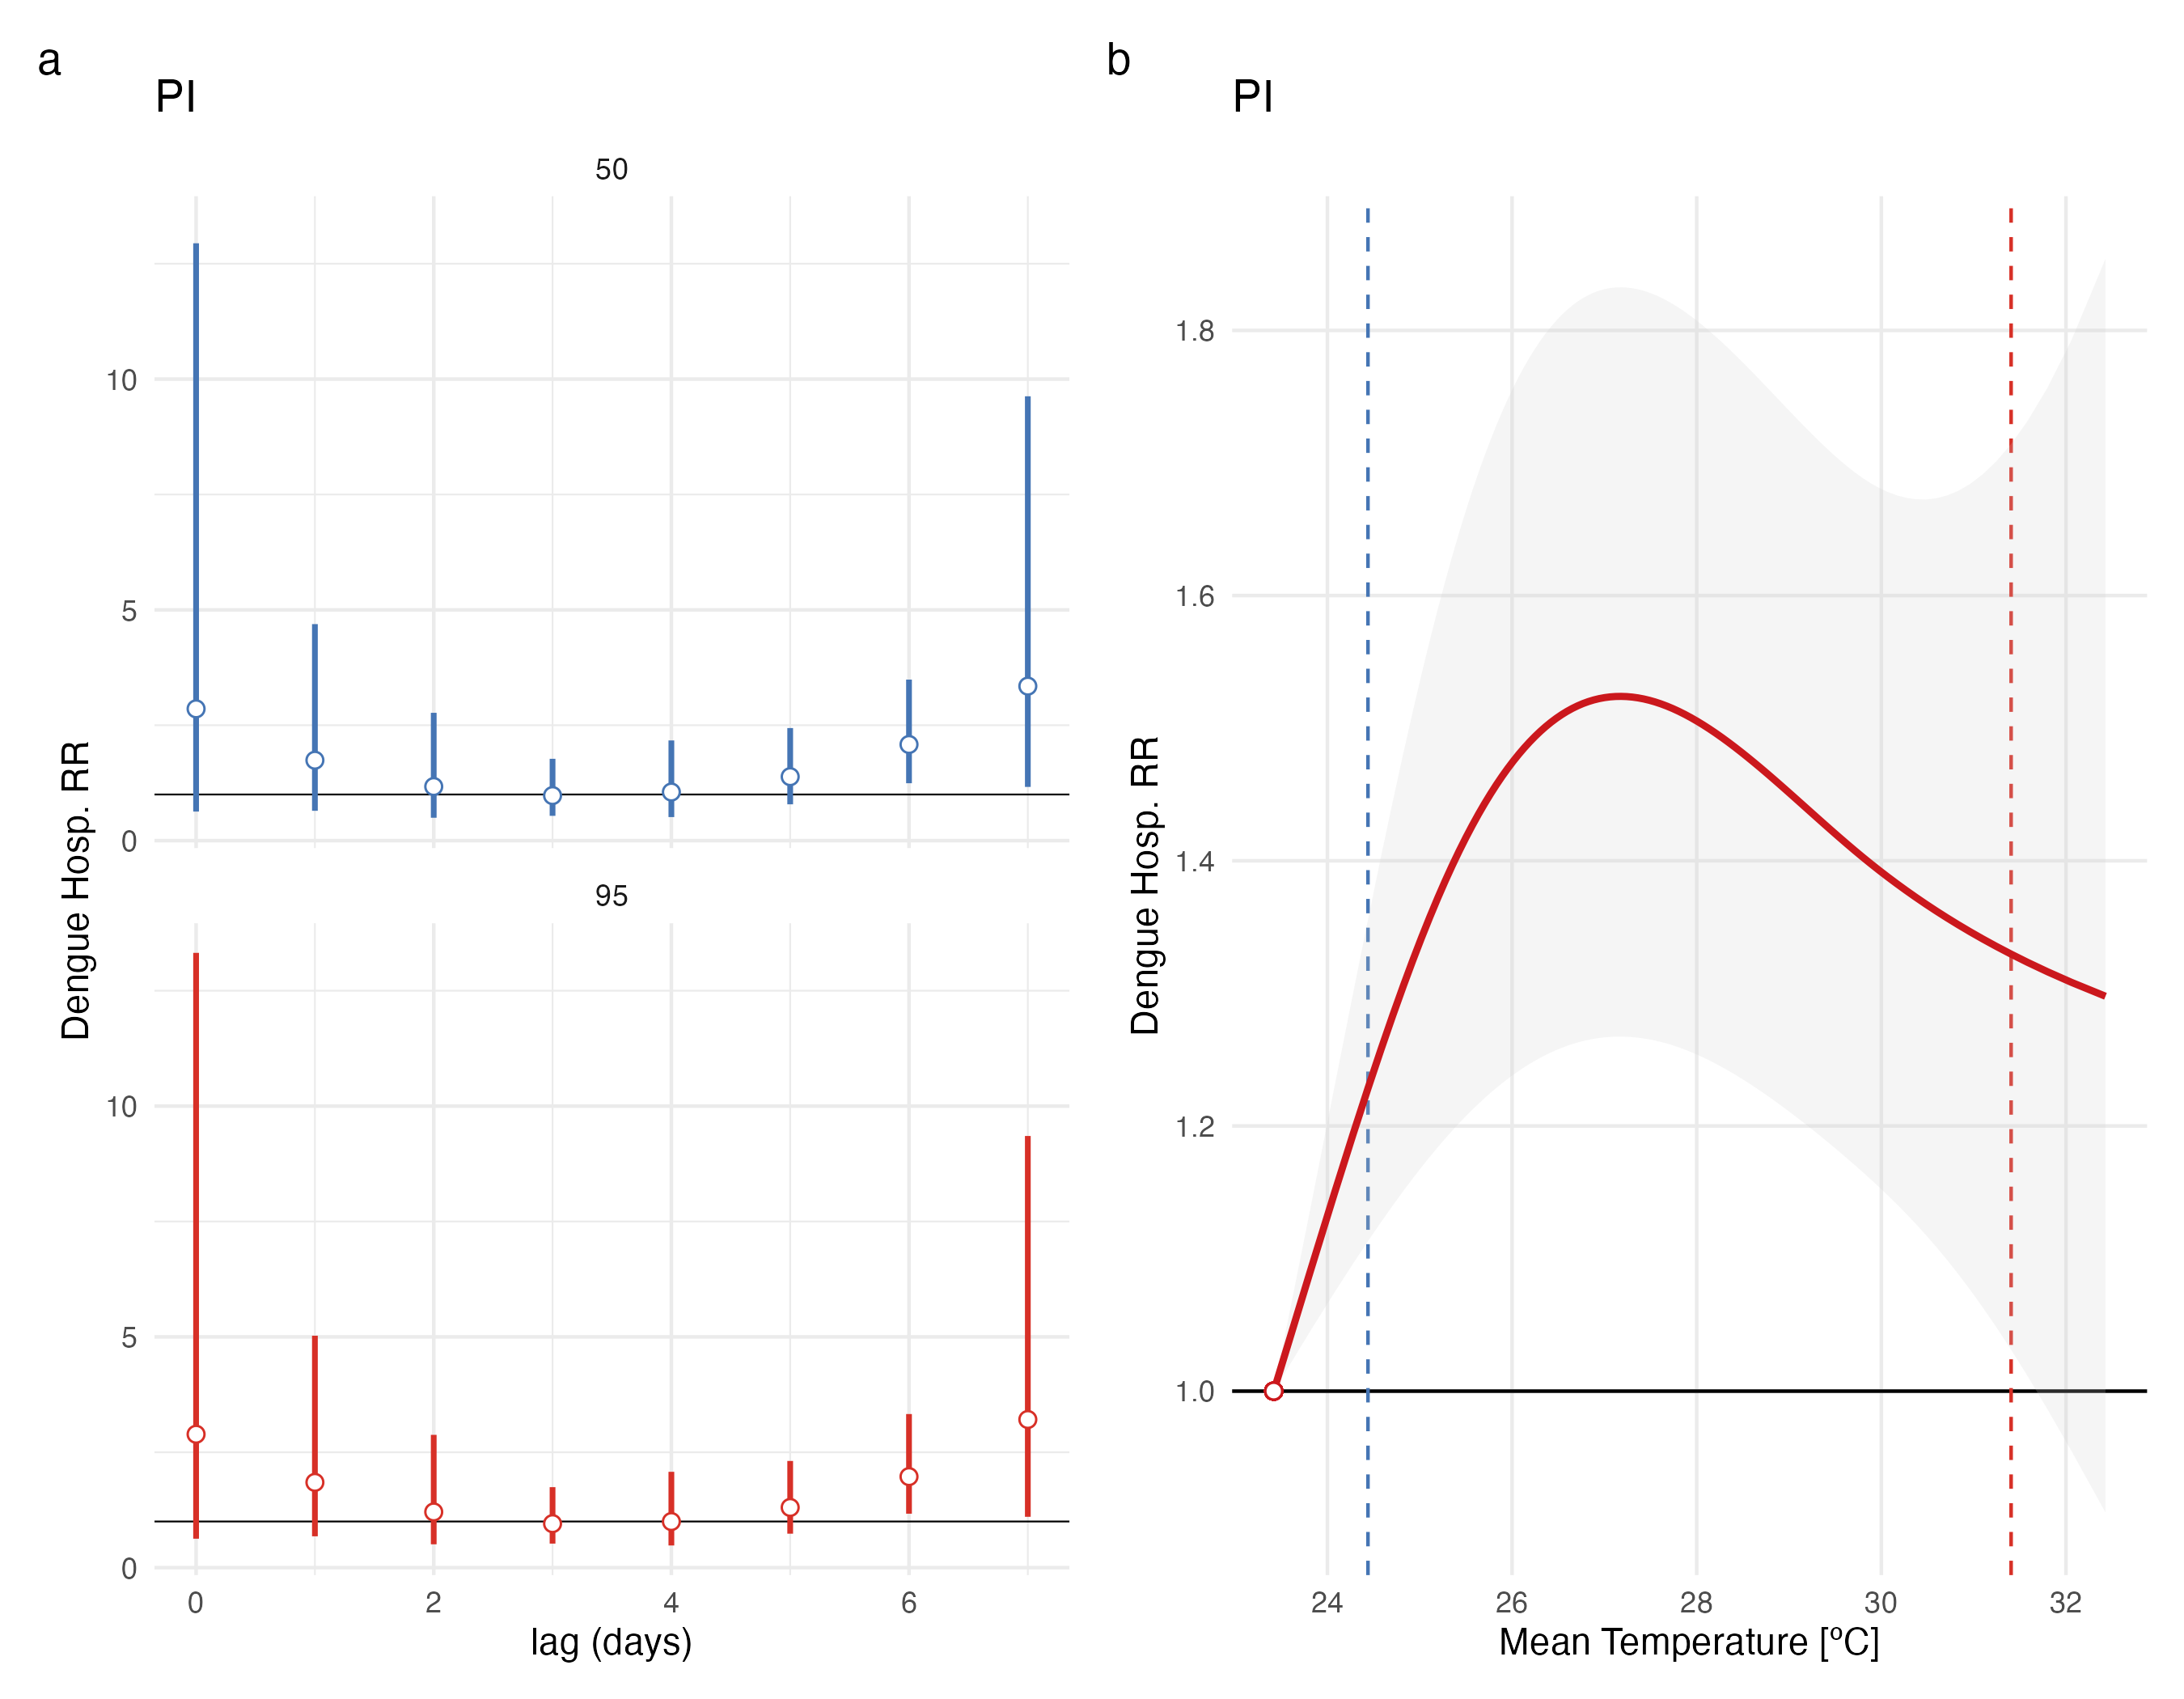 a
PI
50
10
5
0
95
10
5
0
0 2 4 6
lag (days)
Dengue Hosp. RR
b
PI
1.8
1.6
1.4
1.2
1.0
24 26 28 30 32
Mean Temperature [ºC]
Dengue Hosp. RR